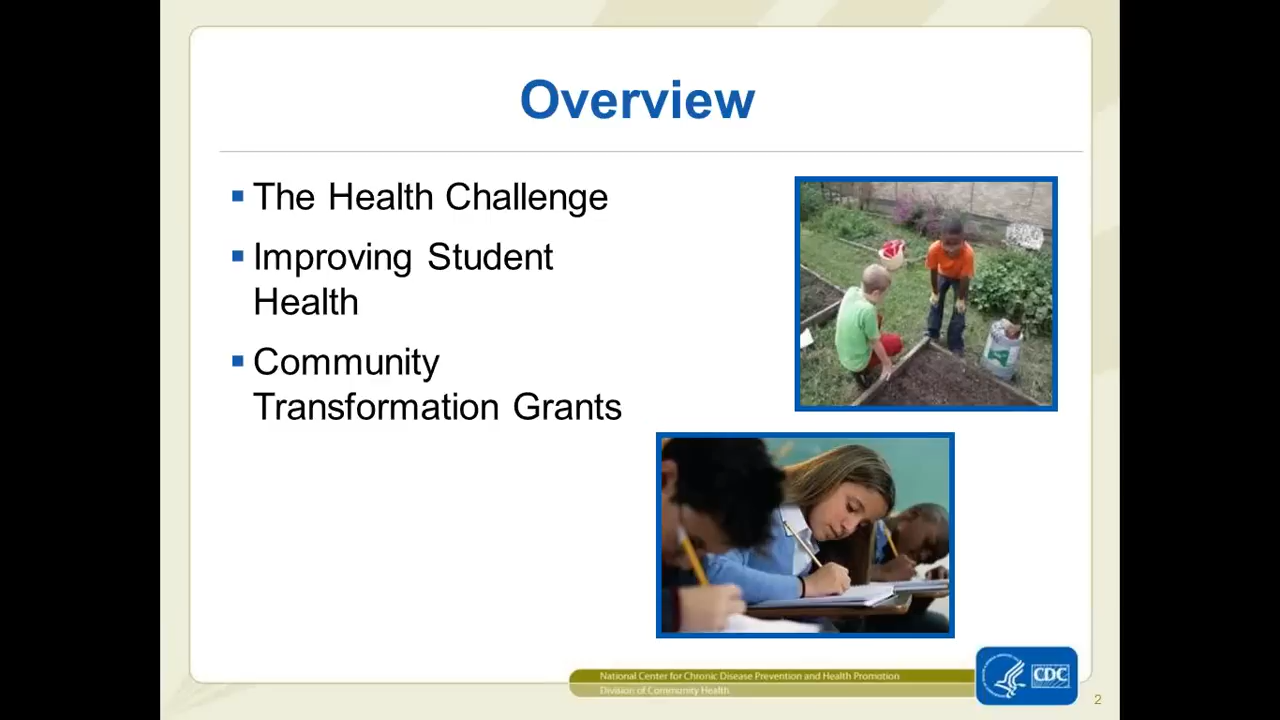 Overview
The Health Challenge
Improving Student
Health
Community
Transformation Grants
National Center for Chronic Disease Prevention and Health Promotion
Division of Community Health
CDC
2